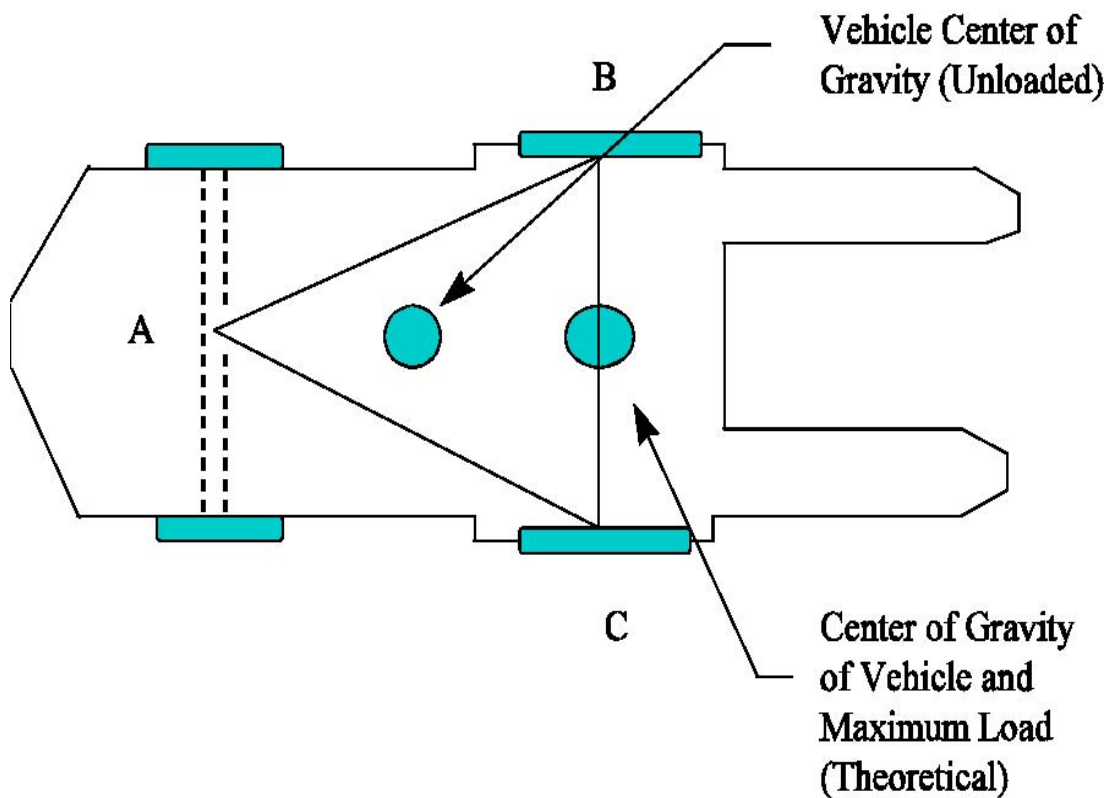 Vehicle Center of
Gravity (Unloaded)
B
A
C
Center of Gravity
of Vehicle and
Maximum Load
(Theoretical)